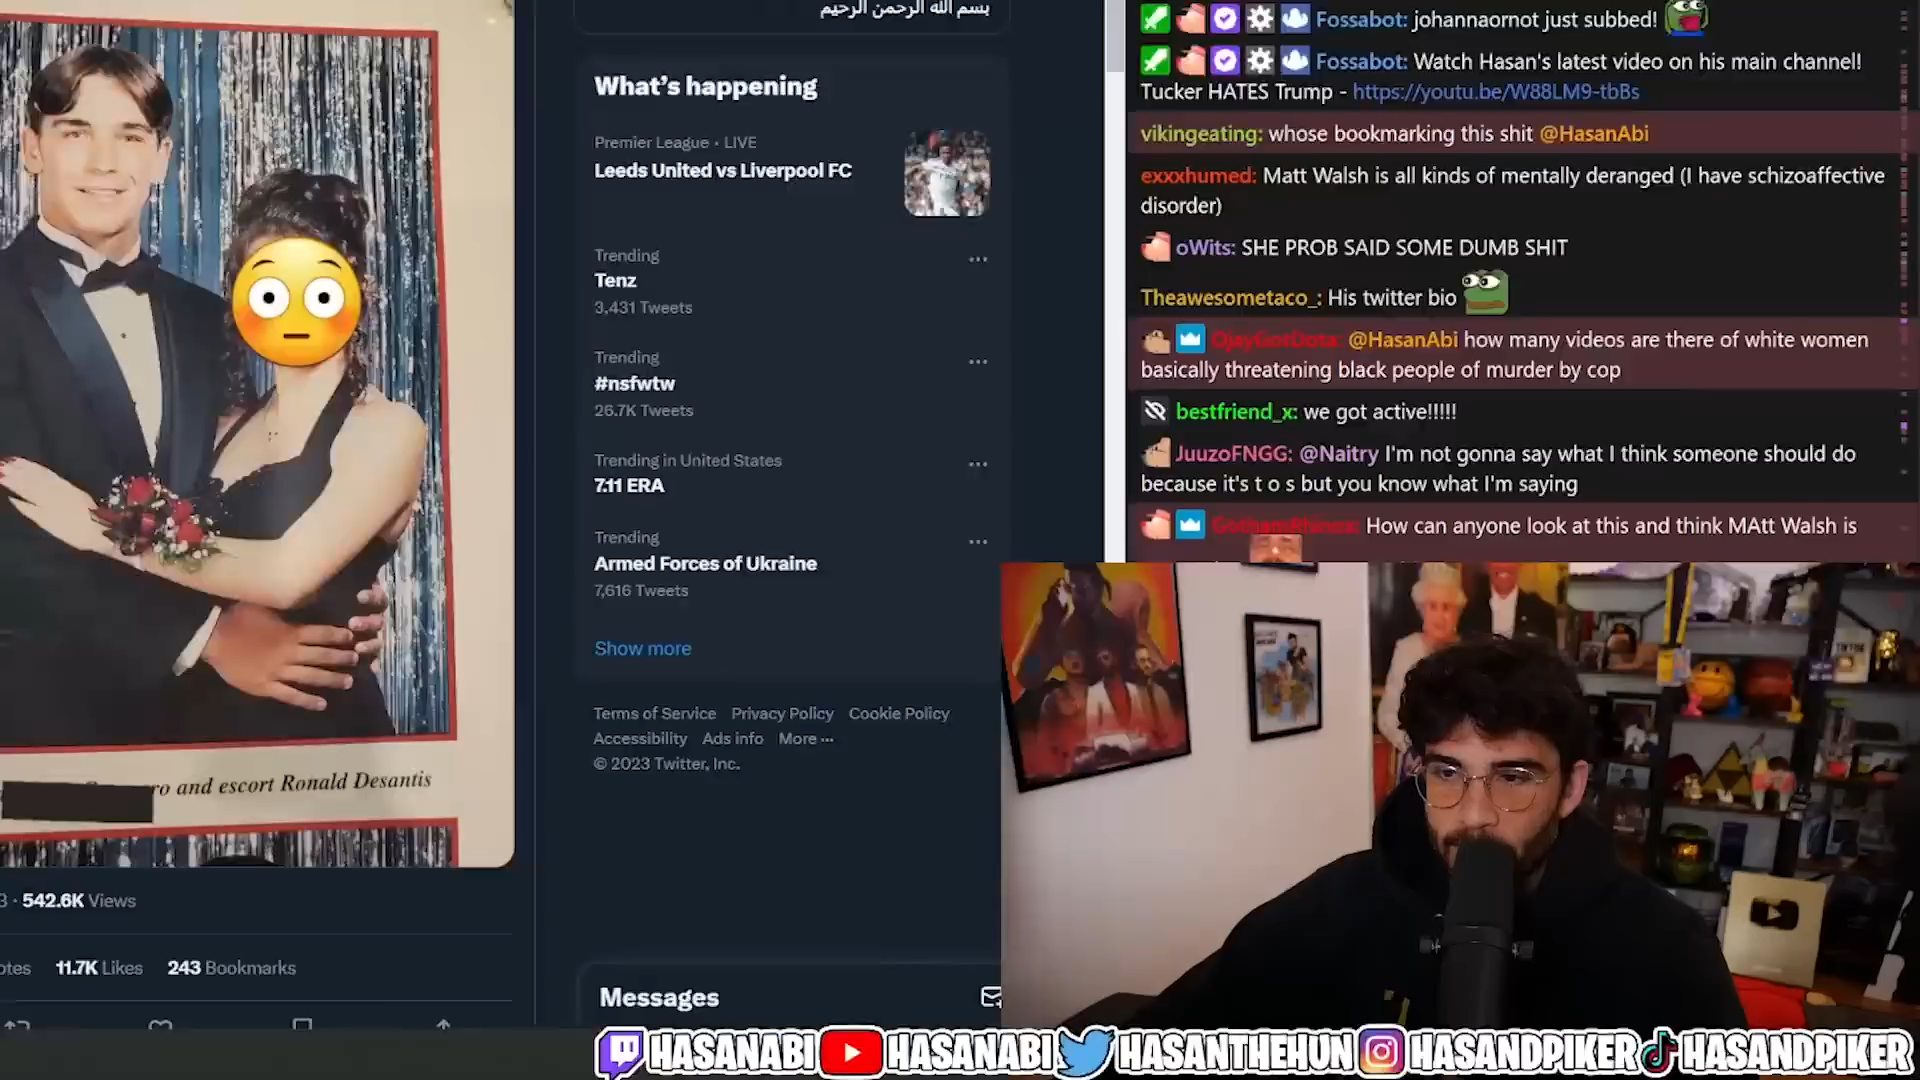 and escort Ronald Desantis
542.6K Views
11.7K Likes 243 Bookmarks
بسم الله الرحمن الرحيم
What's happening
Premier League · LIVE
Leeds United vs Liverpool FC
Trending
Tenz
3,431 Tweets
Trending
#nsfwtw
26.7K Tweets
Trending in United States
7.11 ERA
Trending
Armed Forces of Ukraine
7,616 Tweets
Show more
Terms of Service Privacy Policy Cookie Policy
Accessibility Ads info More ···
© 2023 Twitter, Inc.
Messages
Fossabot: johannaornot just subbed!
Fossabot: Watch Hasan's latest video on his main channel!
Tucker HATES Trump - https://youtu.be/W88LM9-tbBs
vikingeating: whose bookmarking this shit @HasanAbi
exxxhumed: Matt Walsh is all kinds of mentally deranged (I have schizoaffective
disorder)
oWits: SHE PROB SAID SOME DUMB SHIT
Theawesometaco_: His twitter bio
OjayGotDota: @HasanAbi how many videos are there of white women
basically threatening black people of murder by cop
bestfriend_x: we got active!!!!!
JuuzoFNGG: @Naitry I'm not gonna say what I think someone should do
because it's t o s but you know what I'm saying
How can anyone look at this and think MAtt Walsh is
HASANABI HASANABI HASANTHEHUN HASANDPIKER HASANDPIKER